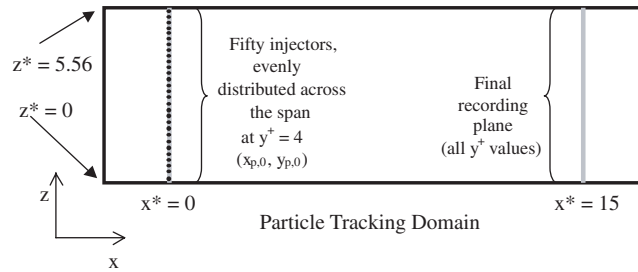 z* = 5.56
z* = 0
Fifty injectors,
evenly
distributed across
the span
at y⁺ = 4
(xₚ,₀, yₚ,₀)
Final
recording
plane
(all y⁺ values)
z
x
x* = 0
Particle Tracking Domain
x* = 15